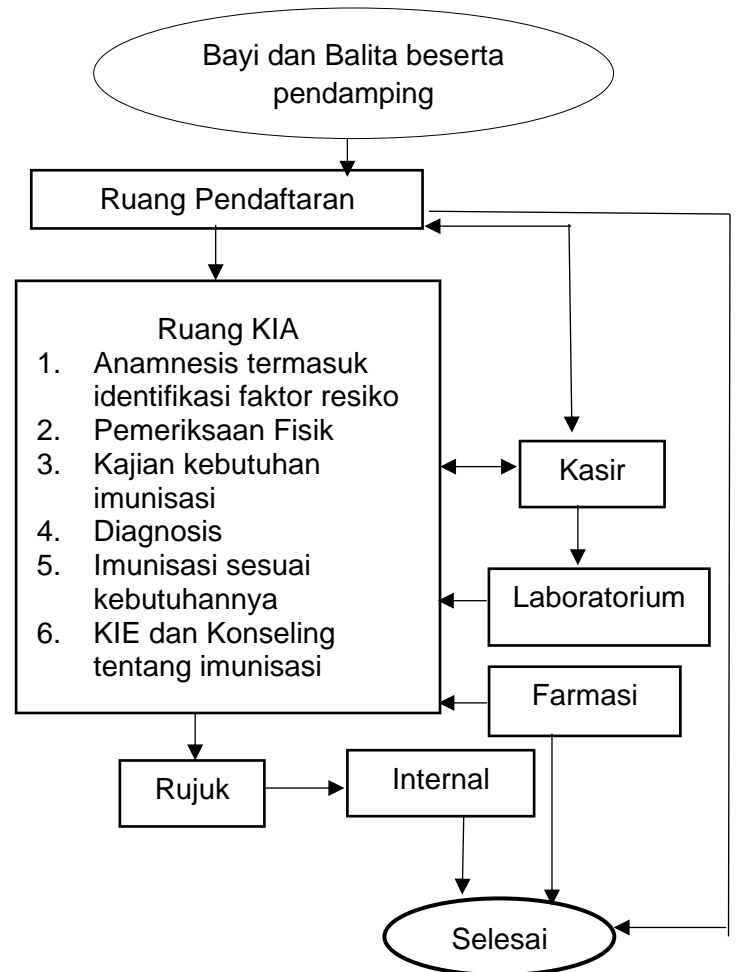 Bayi dan Balita beserta
pendamping
Ruang Pendaftaran
Ruang KIA
1. Anamnesis termasuk
identifikasi faktor resiko
2. Pemeriksaan Fisik
3. Kajian kebutuhan
imunisasi
4. Diagnosis
5. Imunisasi sesuai
kebutuhannya
6. KIE dan Konseling
tentang imunisasi
Kasir
Laboratorium
Farmasi
Rujuk
Internal
Selesai